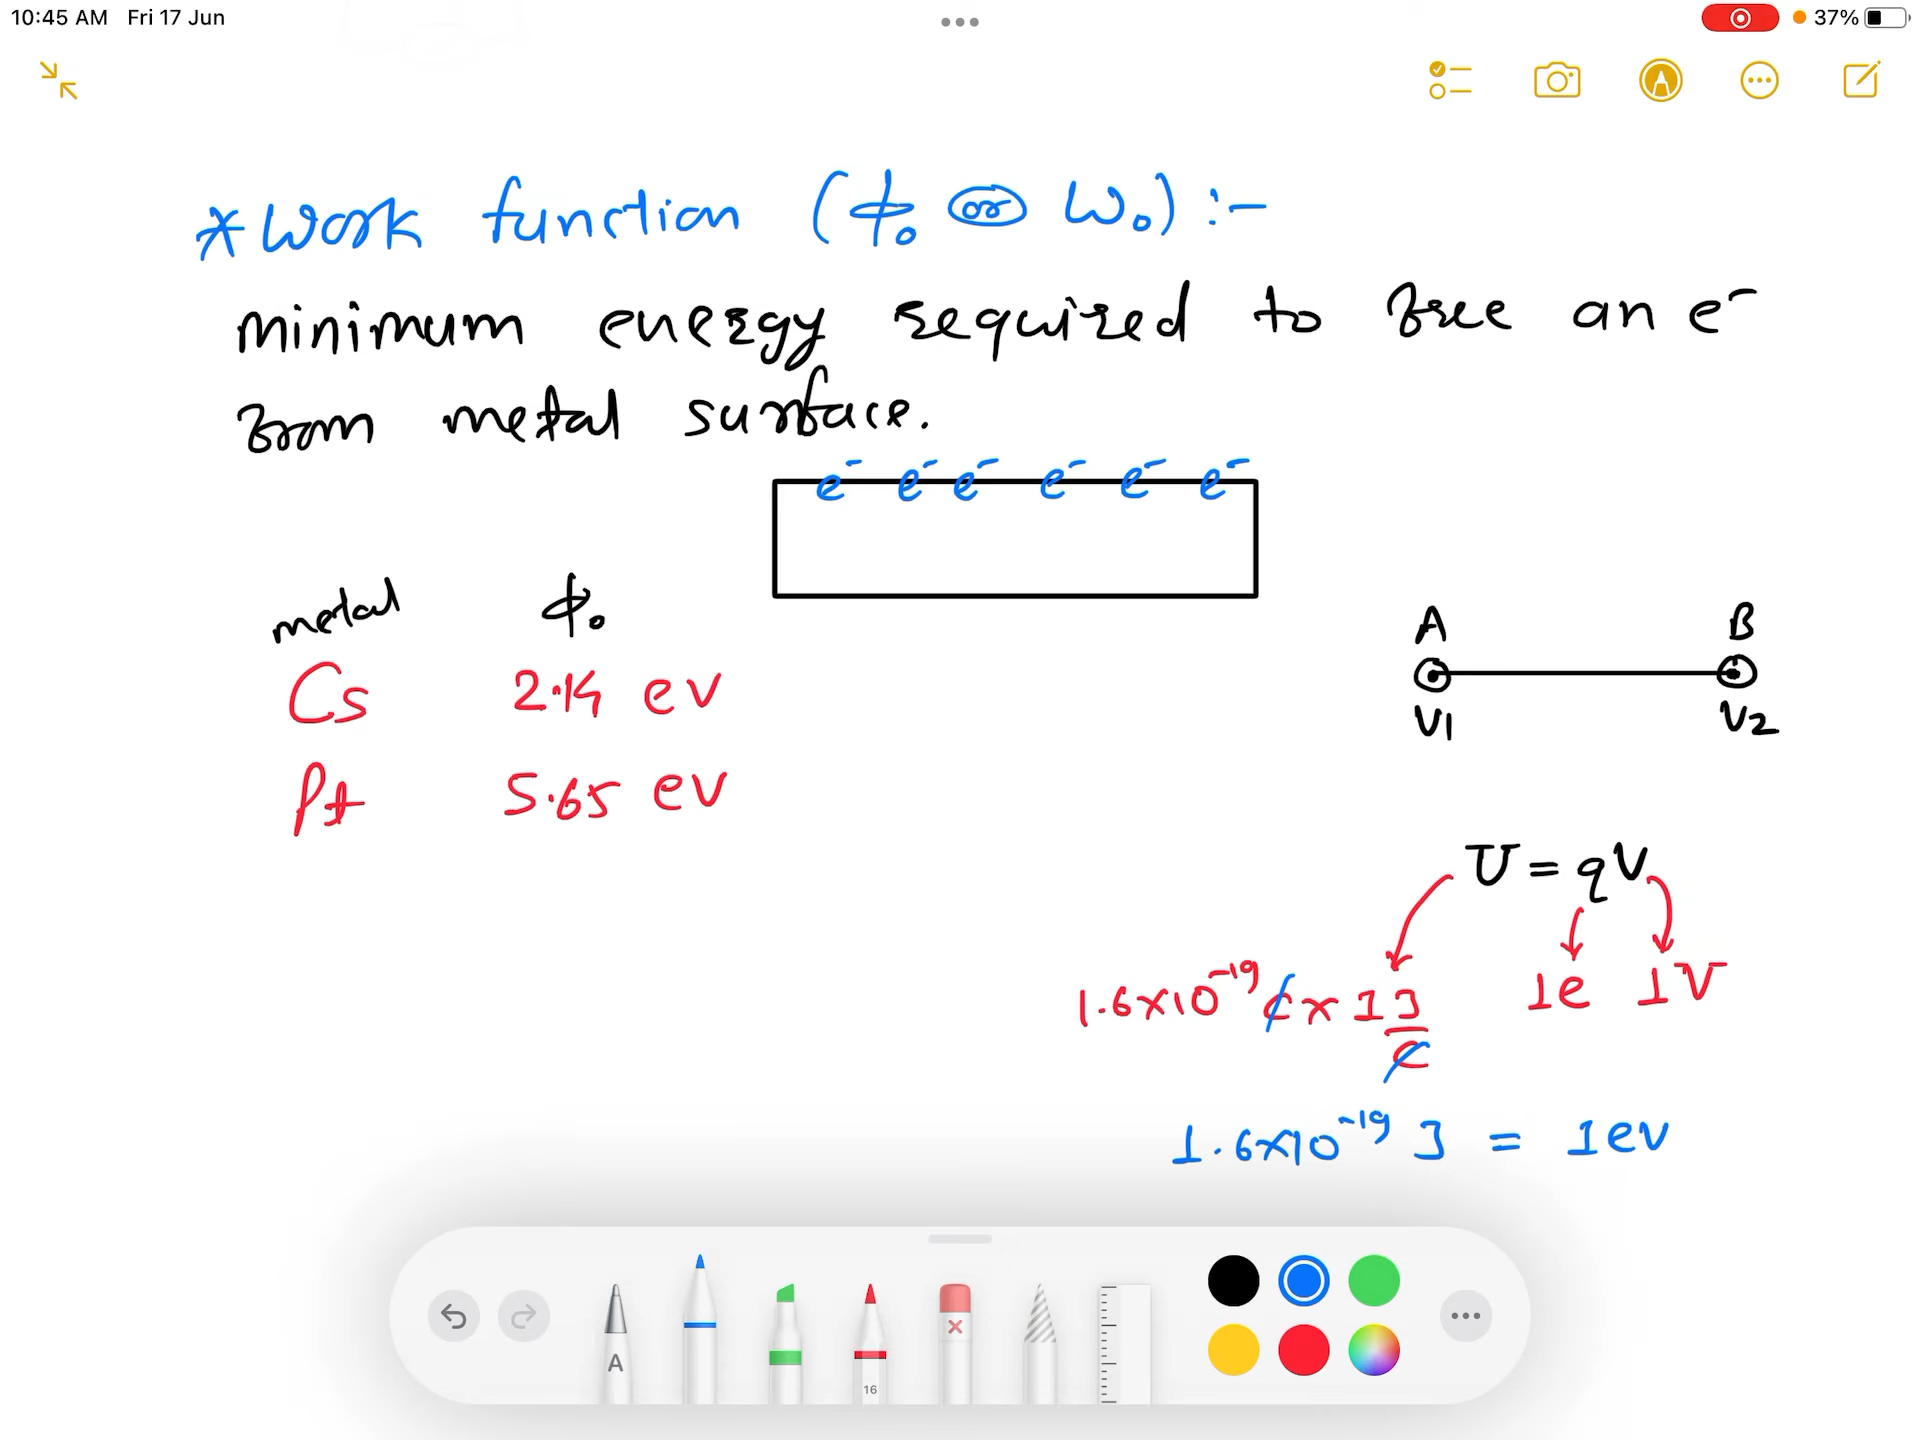 10:45 AM Fri 17 Jun
37%
* Work function (ϕ₀ or W₀) :-
minimum energy required to free an e⁻
from metal surface.
e⁻ e⁻ e⁻ e⁻ e⁻ e⁻
metal ϕ₀
Cs 2.14 ev
Pt 5.65 ev
A B
V1 V2
U = qV
1.6×10⁻¹⁹ C × 1 J/C 1e 1V
1.6×10⁻¹⁹ J = 1ev
A
16